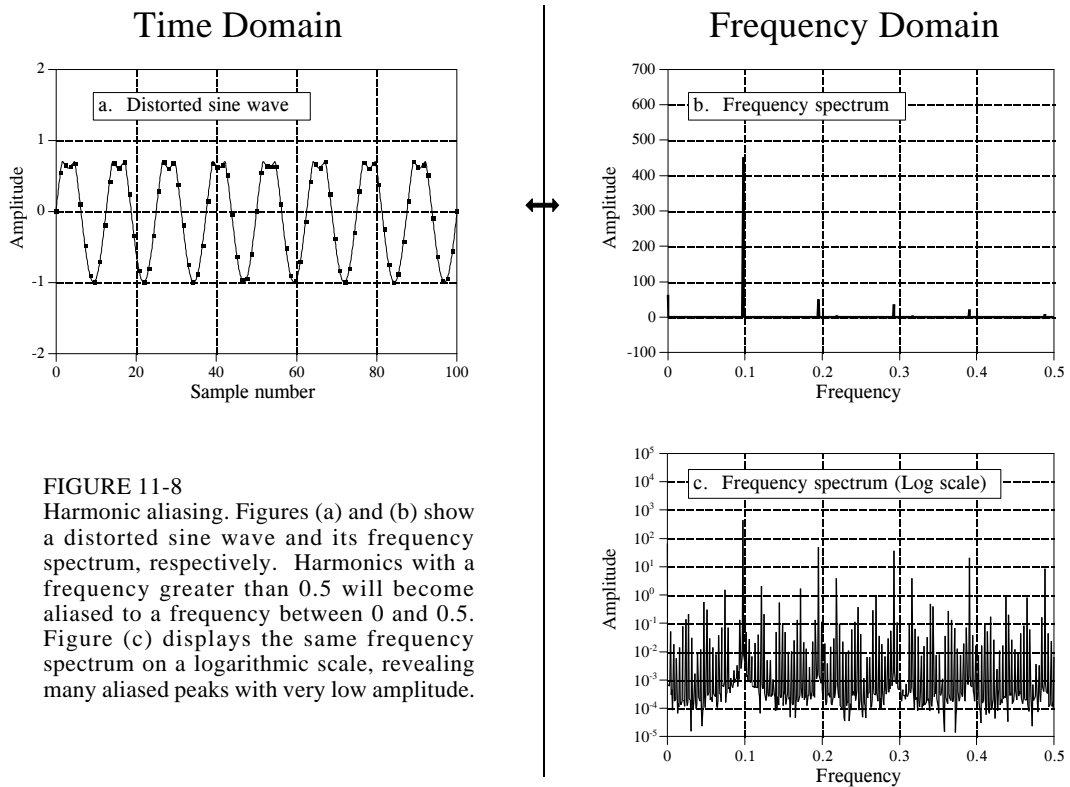 Time Domain
Frequency Domain
a. Distorted sine wave
2
1
0
-1
-2
0
20
40
60
80
100
Sample number
Amplitude
b. Frequency spectrum
700
600
500
400
300
200
100
0
-100
0
0.1
0.2
0.3
0.4
0.5
Frequency
Amplitude
FIGURE 11-8
Harmonic aliasing. Figures (a) and (b) show
a distorted sine wave and its frequency
spectrum, respectively. Harmonics with a
frequency greater than 0.5 will become
aliased to a frequency between 0 and 0.5.
Figure (c) displays the same frequency
spectrum on a logarithmic scale, revealing
many aliased peaks with very low amplitude.
c. Frequency spectrum (Log scale)
10⁵
10⁴
10³
10²
10¹
10⁰
10⁻¹
10⁻²
10⁻³
10⁻⁴
10⁻⁵
0
0.1
0.2
0.3
0.4
0.5
Frequency
Amplitude